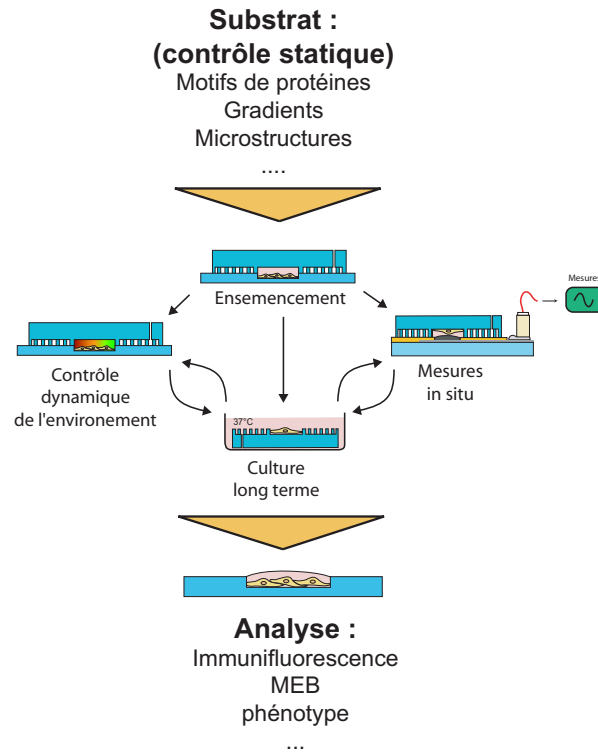 Substrat :
(contrôle statique)
Motifs de protéines
Gradients
Microstructures
....
Ensemencement
Mesures
Contrôle
dynamique
de l'environement
Mesures
in situ
37°C
Culture
long terme
Analyse :
Immunifluorescence
MEB
phénotype
...